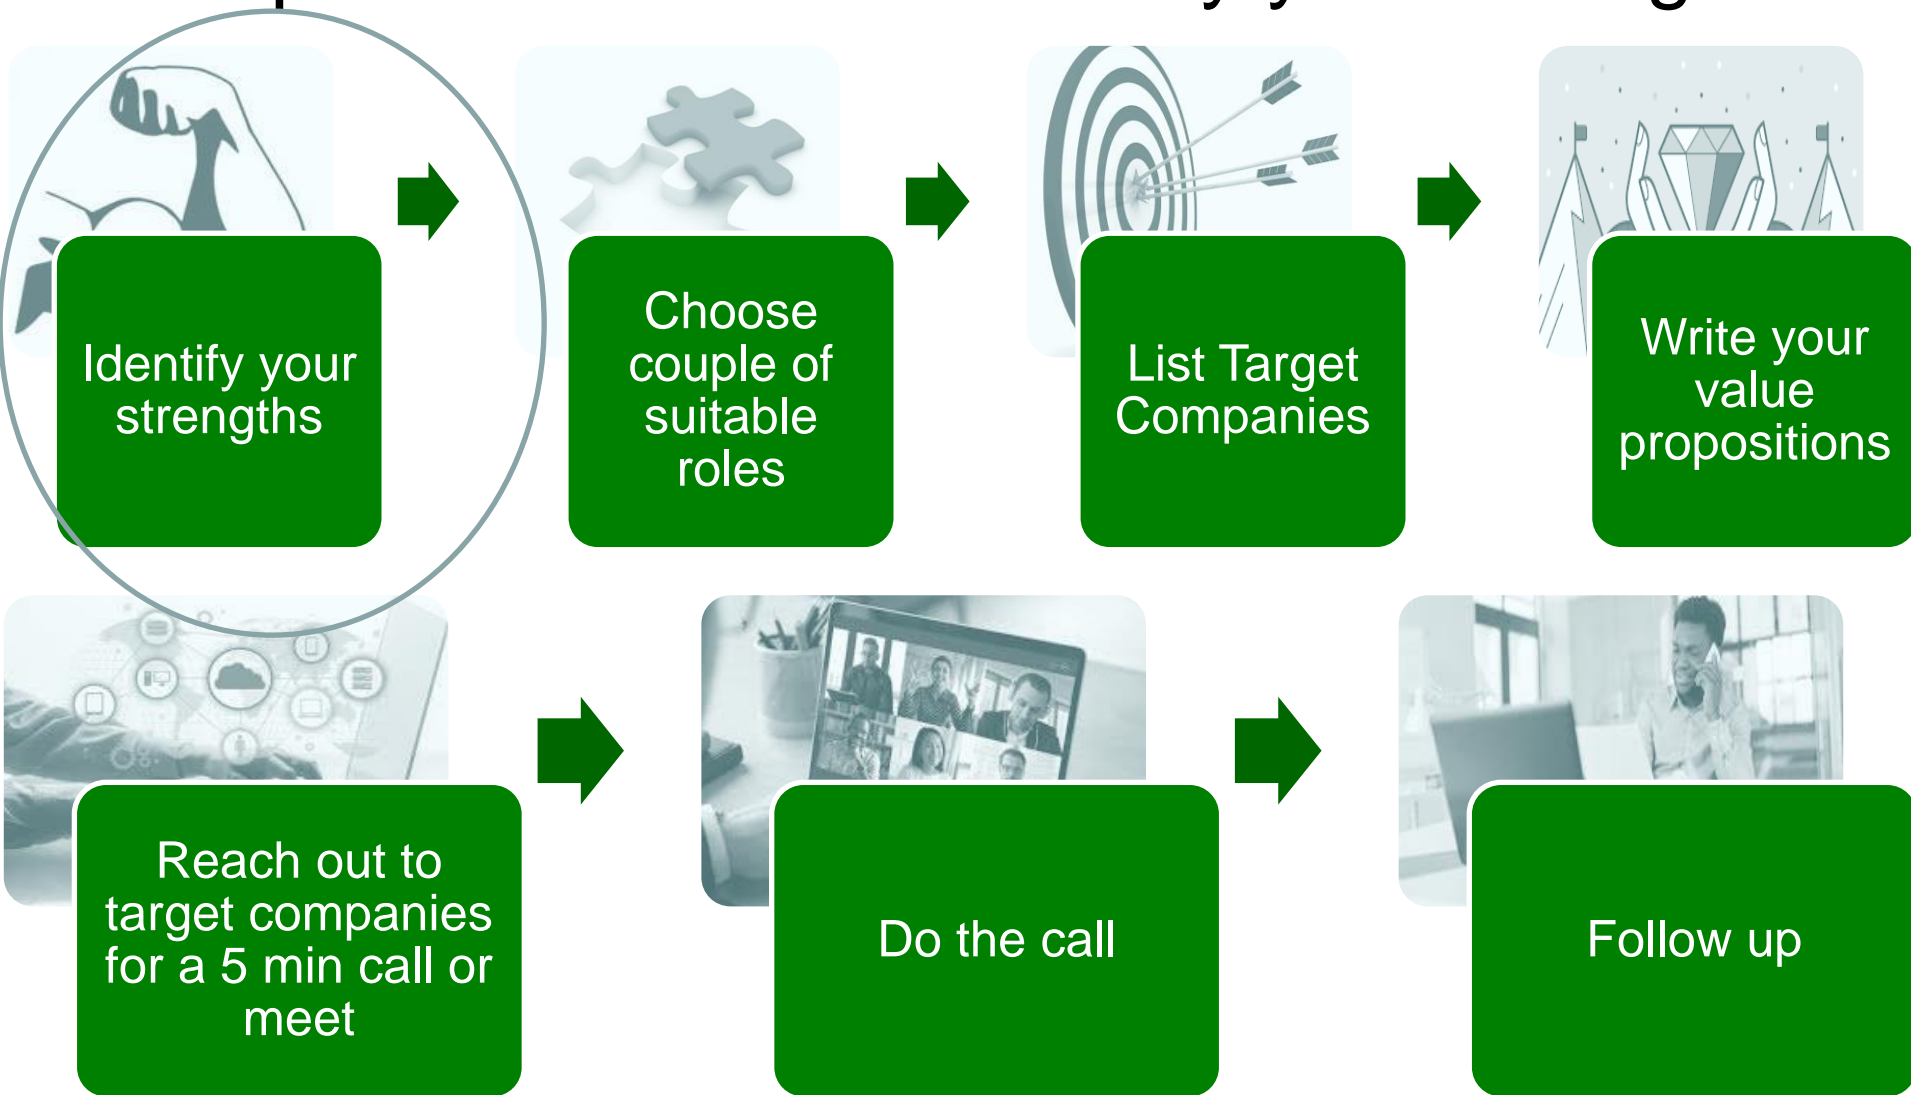 Identify your
strengths
Choose
couple of
suitable
roles
List Target
Companies
Write your
value
propositions
Reach out to
target companies
for a 5 min call or
meet
Do the call
Follow up